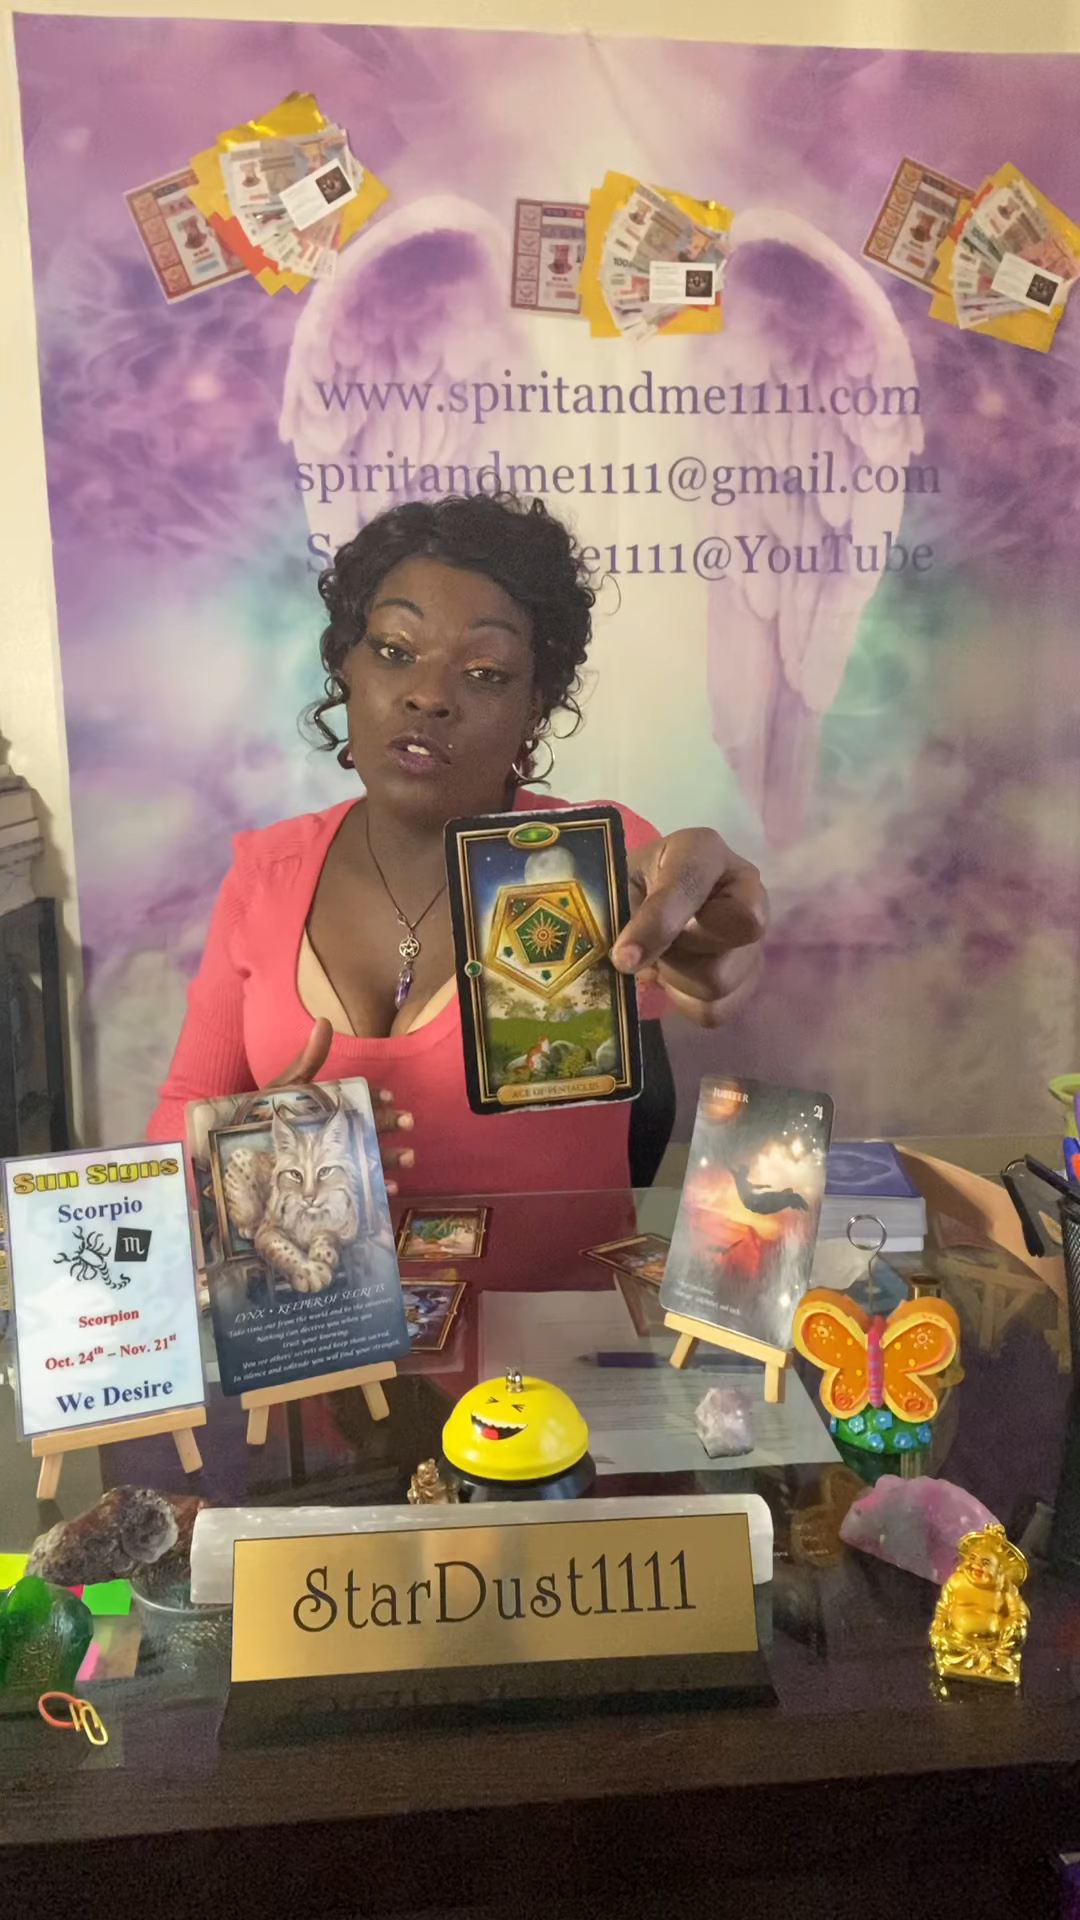 www.spiritandme1111.com
spiritandme1111@gmail.com
e1111@YouTube
ACE OF PENTACLES
JUPITER
Sun Signs
Scorpio
Scorpion
Oct. 24th – Nov. 21st
We Desire
LYNX • KEEPER OF SECRETS
Take time out from the world and be the observer.
Nothing can deceive you when you
trust your knowing.
You see others' secrets and keep them sacred.
In silence and solitude you will find your strength.
StarDust1111